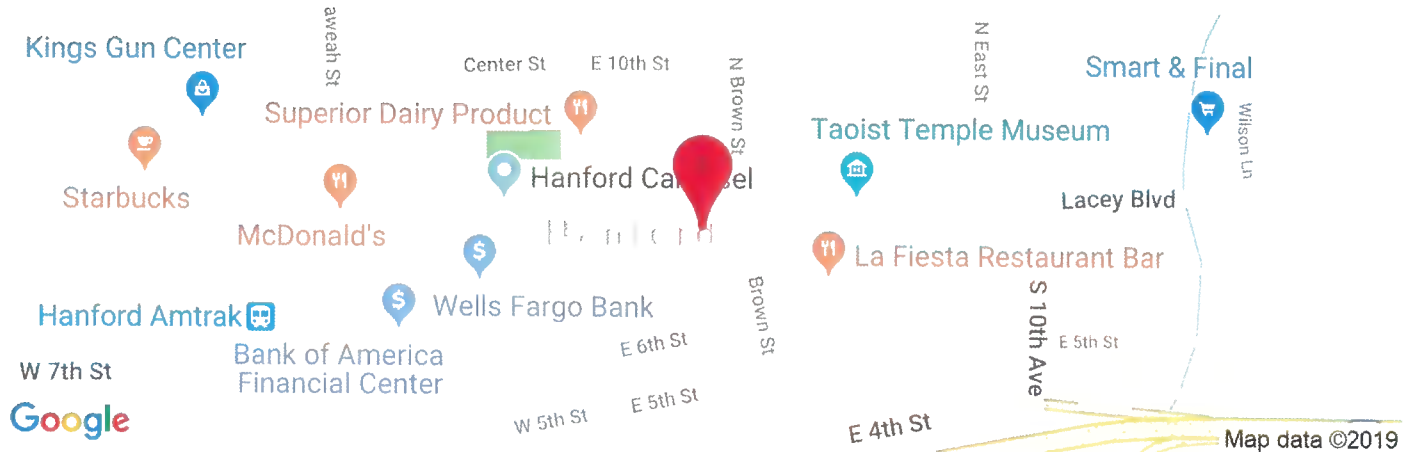 aweah St
Kings Gun Center
Center St
E 10th St
N Brown St
N East St
Smart & Final
Superior Dairy Product
Taoist Temple Museum
Wilson Ln
Starbucks
Hanford Ca
sel
Lacey Blvd
McDonald's
La Fiesta Restaurant Bar
Wells Fargo Bank
Brown St
S 10th Ave
Hanford Amtrak
E 6th St
E 5th St
Bank of America
Financial Center
W 7th St
E 5th St
W 5th St
E 4th St
Google
Map data ©2019